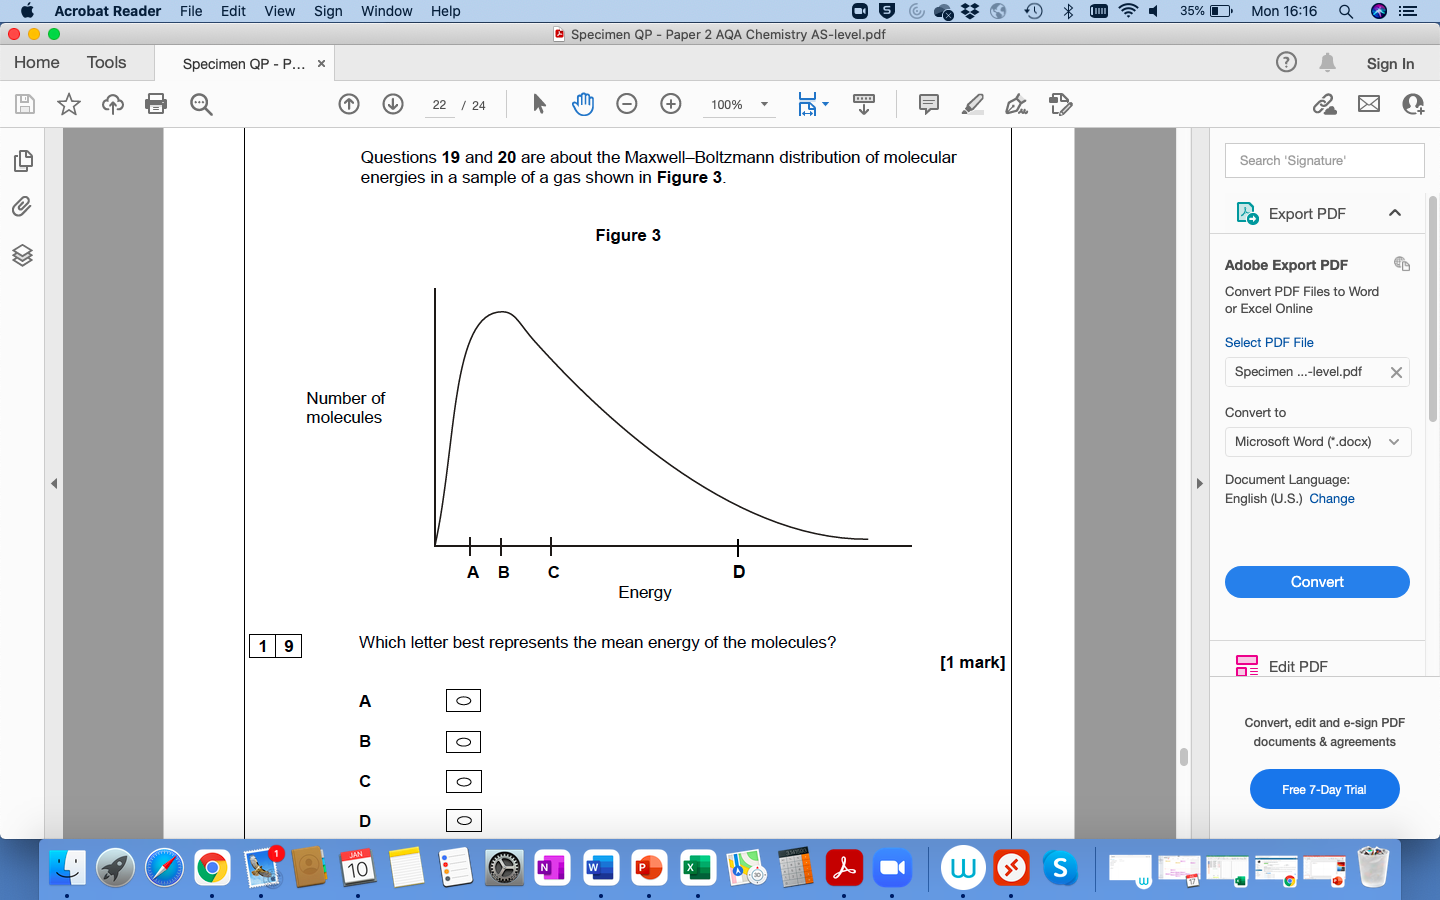 Acrobat Reader File Edit View Sign Window Help 35% Mon 16:16
Specimen QP - Paper 2 AQA Chemistry AS-level.pdf
Home Tools Specimen QP - P... × Sign In
22 / 24 100%
Questions 19 and 20 are about the Maxwell–Boltzmann distribution of molecular
energies in a sample of a gas shown in Figure 3.
Figure 3
Number of
molecules
A B C D
Energy
1 9 Which letter best represents the mean energy of the molecules?
[1 mark]
A
B
C
D
Search 'Signature'
Export PDF
Adobe Export PDF
Convert PDF Files to Word
or Excel Online
Select PDF File
Specimen ...-level.pdf
Convert to
Microsoft Word (*.docx)
Document Language:
English (U.S.) Change
Convert
Edit PDF
Convert, edit and e-sign PDF
documents & agreements
Free 7-Day Trial
1
JAN
10